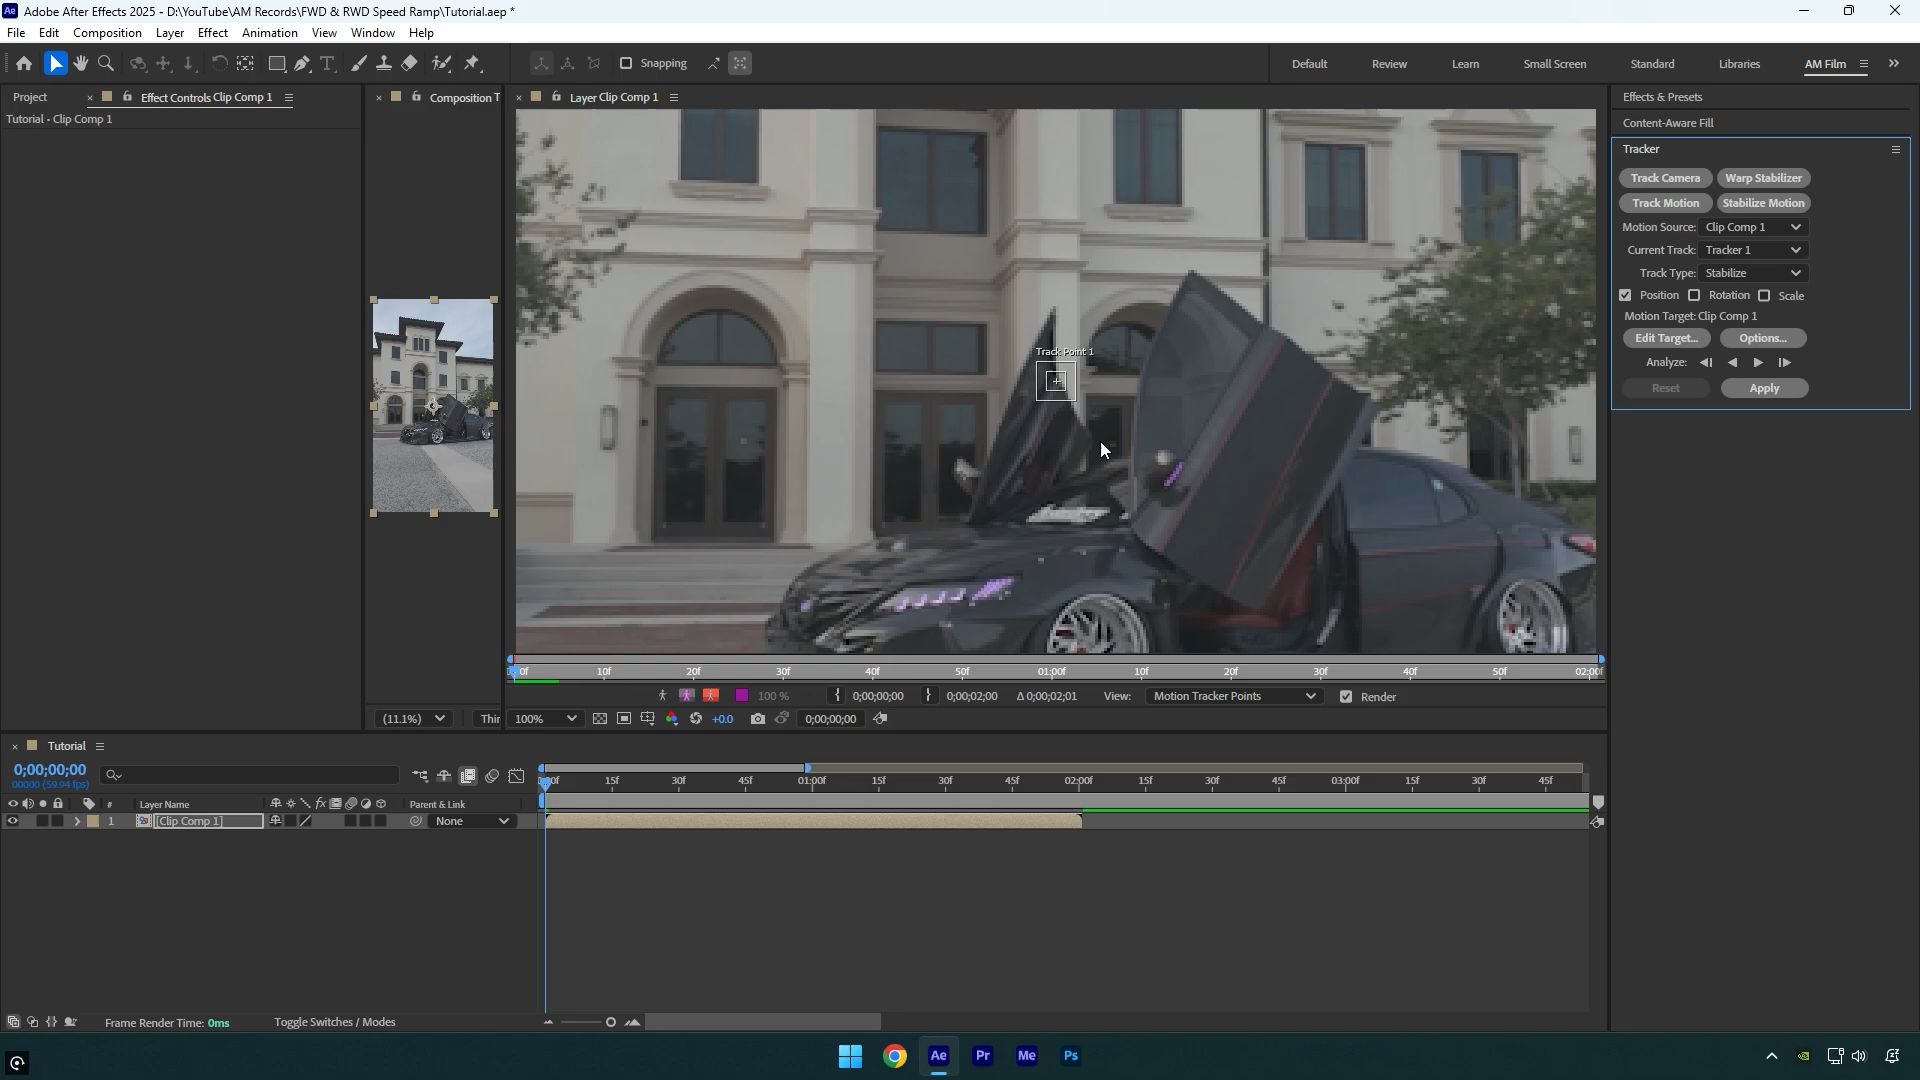 Adobe After Effects 2025 - D:\YouTube\AM Records\FWD & RWD Speed Ramp\Tutorial.aep *
File Edit Composition Layer Effect Animation View Window Help
Snapping
Default Review Learn Small Screen Standard Libraries AM Film
Project Effect Controls Clip Comp 1
Tutorial • Clip Comp 1
Composition T
Layer Clip Comp 1
Track Point 1
Effects & Presets
Content-Aware Fill
Tracker
Track Camera Warp Stabilizer
Track Motion Stabilize Motion
Motion Source: Clip Comp 1
Current Track: Tracker 1
Track Type: Stabilize
Position Rotation Scale
Motion Target: Clip Comp 1
Edit Target... Options...
Analyze:
Reset Apply
0f 10f 20f 30f 40f 50f 01:00f 10f 20f 30f 40f 50f 02:00f
100 % 0;00;00;00 0;00;02;00 Δ 0;00;02;01 View: Motion Tracker Points Render
(11.1%) Thir 100% +0.0 0;00;00;00
Tutorial
0;00;00;00
00000 (59.94 fps)
00f 15f 30f 45f 01:00f 15f 30f 45f 02:00f 15f 30f 45f 03:00f 15f 30f 45f
# Layer Name fx Parent & Link
1 [Clip Comp 1] None
Frame Render Time: 0ms Toggle Switches / Modes
Ae Pr Me Ps